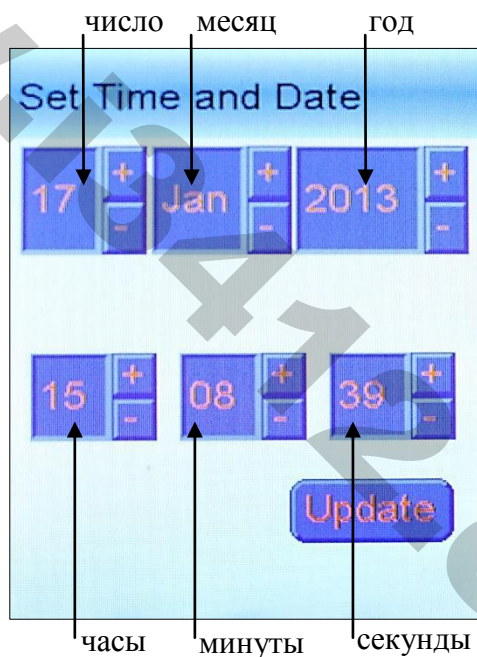 число месяц год
Set Time and Date
17 + Jan + 2013 +
- - -
15 + 08 + 39 +
- - -
Update
часы минуты секунды